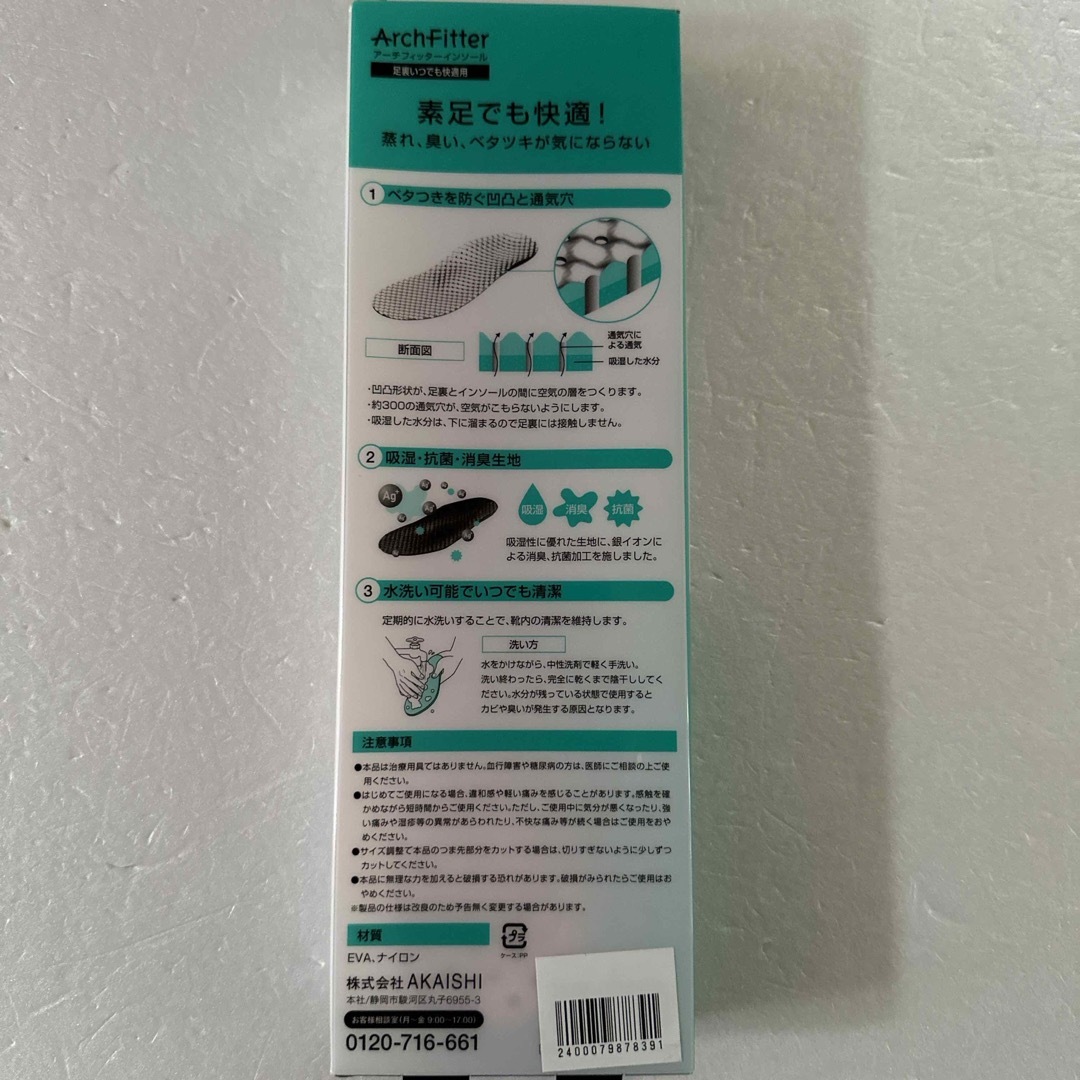 ArchFitter
アーチフィッターインソール
足裏いつでも快適用
素足でも快適!
蒸れ、臭い、ベタツキが気にならない
1 ベタつきを防ぐ凹凸と通気穴
断面図
通気穴に
よる通気
吸湿した水分
・凹凸形状が、足裏とインソールの間に空気の層をつくります。
・約300の通気穴が、空気がこもらないようにします。
・吸湿した水分は、下に溜まるので足裏には接触しません。
2 吸湿・抗菌・消臭生地
Ag+
吸湿 消臭 抗菌
吸湿性に優れた生地に、銀イオンに
よる消臭、抗菌加工を施しました。
3 水洗い可能でいつでも清潔
定期的に水洗いすることで、靴内の清潔を維持します。
洗い方
水をかけながら、中性洗剤で軽く手洗い。
洗い終わったら、完全に乾くまで陰干ししてく
ださい。水分が残っている状態で使用すると
カビや臭いが発生する原因となります。
注意事項
●本品は治療用具ではありません。血行障害や糖尿病の方は、医師にご相談の上ご使
用ください。
●はじめてご使用になる場合、違和感や軽い痛みを感じることがあります。感触を確
かめながら短時間からご使用ください。ただし、ご使用中に気分が悪くなったり、強
い痛みや湿疹等の異常があらわれたり、不快な痛み等が続く場合はご使用をおや
めください。
●サイズ調整で本品のつま先部分をカットする場合は、切りすぎないように少しずつ
カットしてください。
●本品に無理な力を加えると破損する恐れがあります。破損がみられたらご使用はお
やめください。
※製品の仕様は改良のため予告無く変更する場合があります。
材質
EVA、ナイロン
プラ
ケース:PP
株式会社 AKAISHI
本社/静岡市駿河区丸子6955-3
お客様相談室(月〜金 9:00〜17:00)
0120-716-661
2400079878391